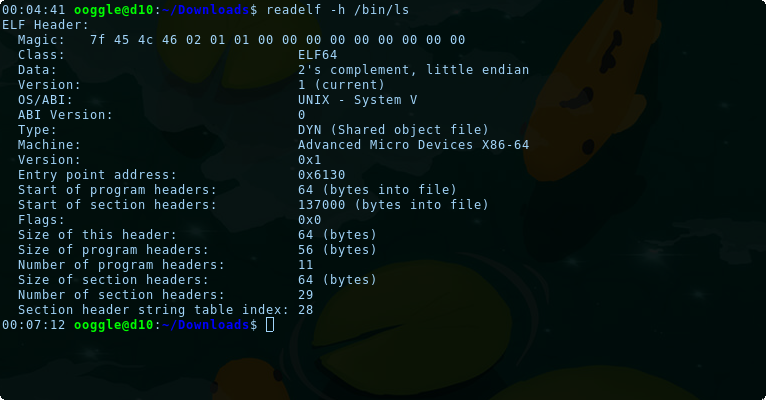 00:04:41 ooggle@d10:~/Downloads$ readelf -h /bin/ls
ELF Header:
  Magic:   7f 45 4c 46 02 01 01 00 00 00 00 00 00 00 00 00
  Class:                             ELF64
  Data:                              2's complement, little endian
  Version:                           1 (current)
  OS/ABI:                            UNIX - System V
  ABI Version:                       0
  Type:                              DYN (Shared object file)
  Machine:                           Advanced Micro Devices X86-64
  Version:                           0x1
  Entry point address:               0x6130
  Start of program headers:          64 (bytes into file)
  Start of section headers:          137000 (bytes into file)
  Flags:                             0x0
  Size of this header:               64 (bytes)
  Size of program headers:           56 (bytes)
  Number of program headers:         11
  Size of section headers:           64 (bytes)
  Number of section headers:         29
  Section header string table index: 28
00:07:12 ooggle@d10:~/Downloads$